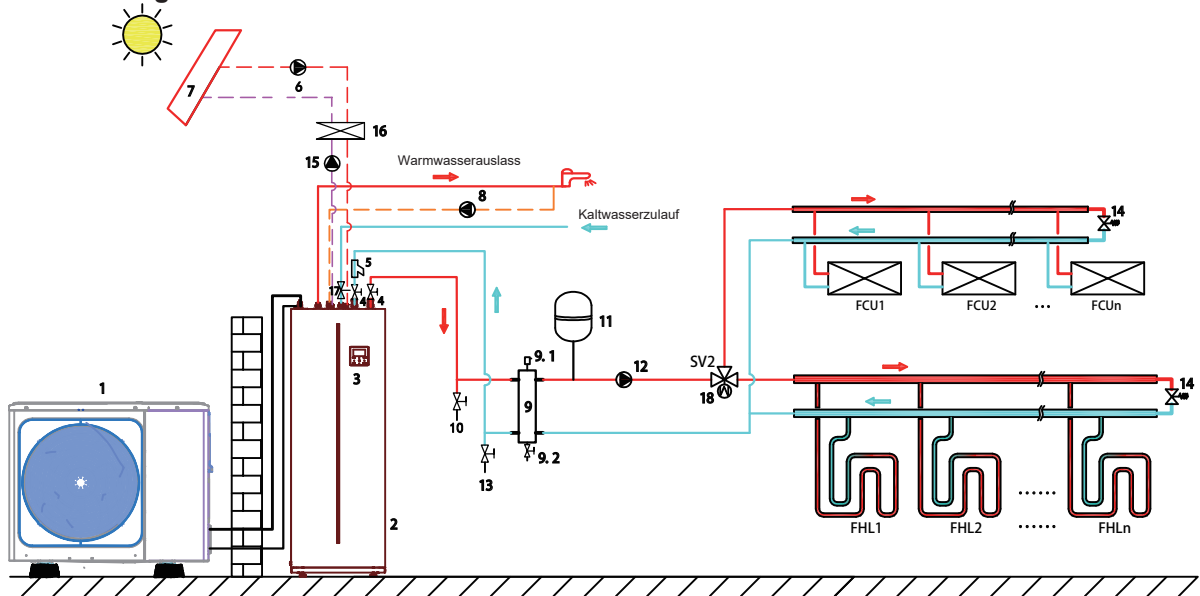 7
6
16
15
Warmwasserauslass
8
Kaltwasserzulauf
5
17
4
4
3
1
2
11
9. 1
9
9. 2
10
13
12
SV2
18
14
FCU1
FCU2
...
FCUn
14
FHL1
FHL2
......
......
FHLn